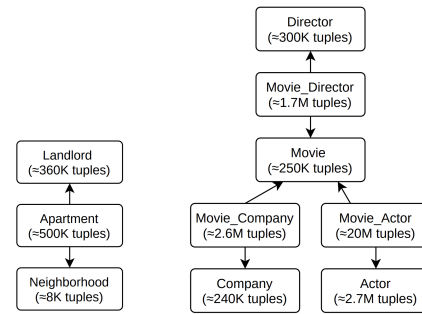 Director
(≈300K tuples)
Movie_Director
(≈1.7M tuples)
Movie
(≈250K tuples)
Landlord
(≈360K tuples)
Apartment
(≈500K tuples)
Neighborhood
(≈8K tuples)
Movie_Company
(≈2.6M tuples)
Movie_Actor
(≈20M tuples)
Company
(≈240K tuples)
Actor
(≈2.7M tuples)